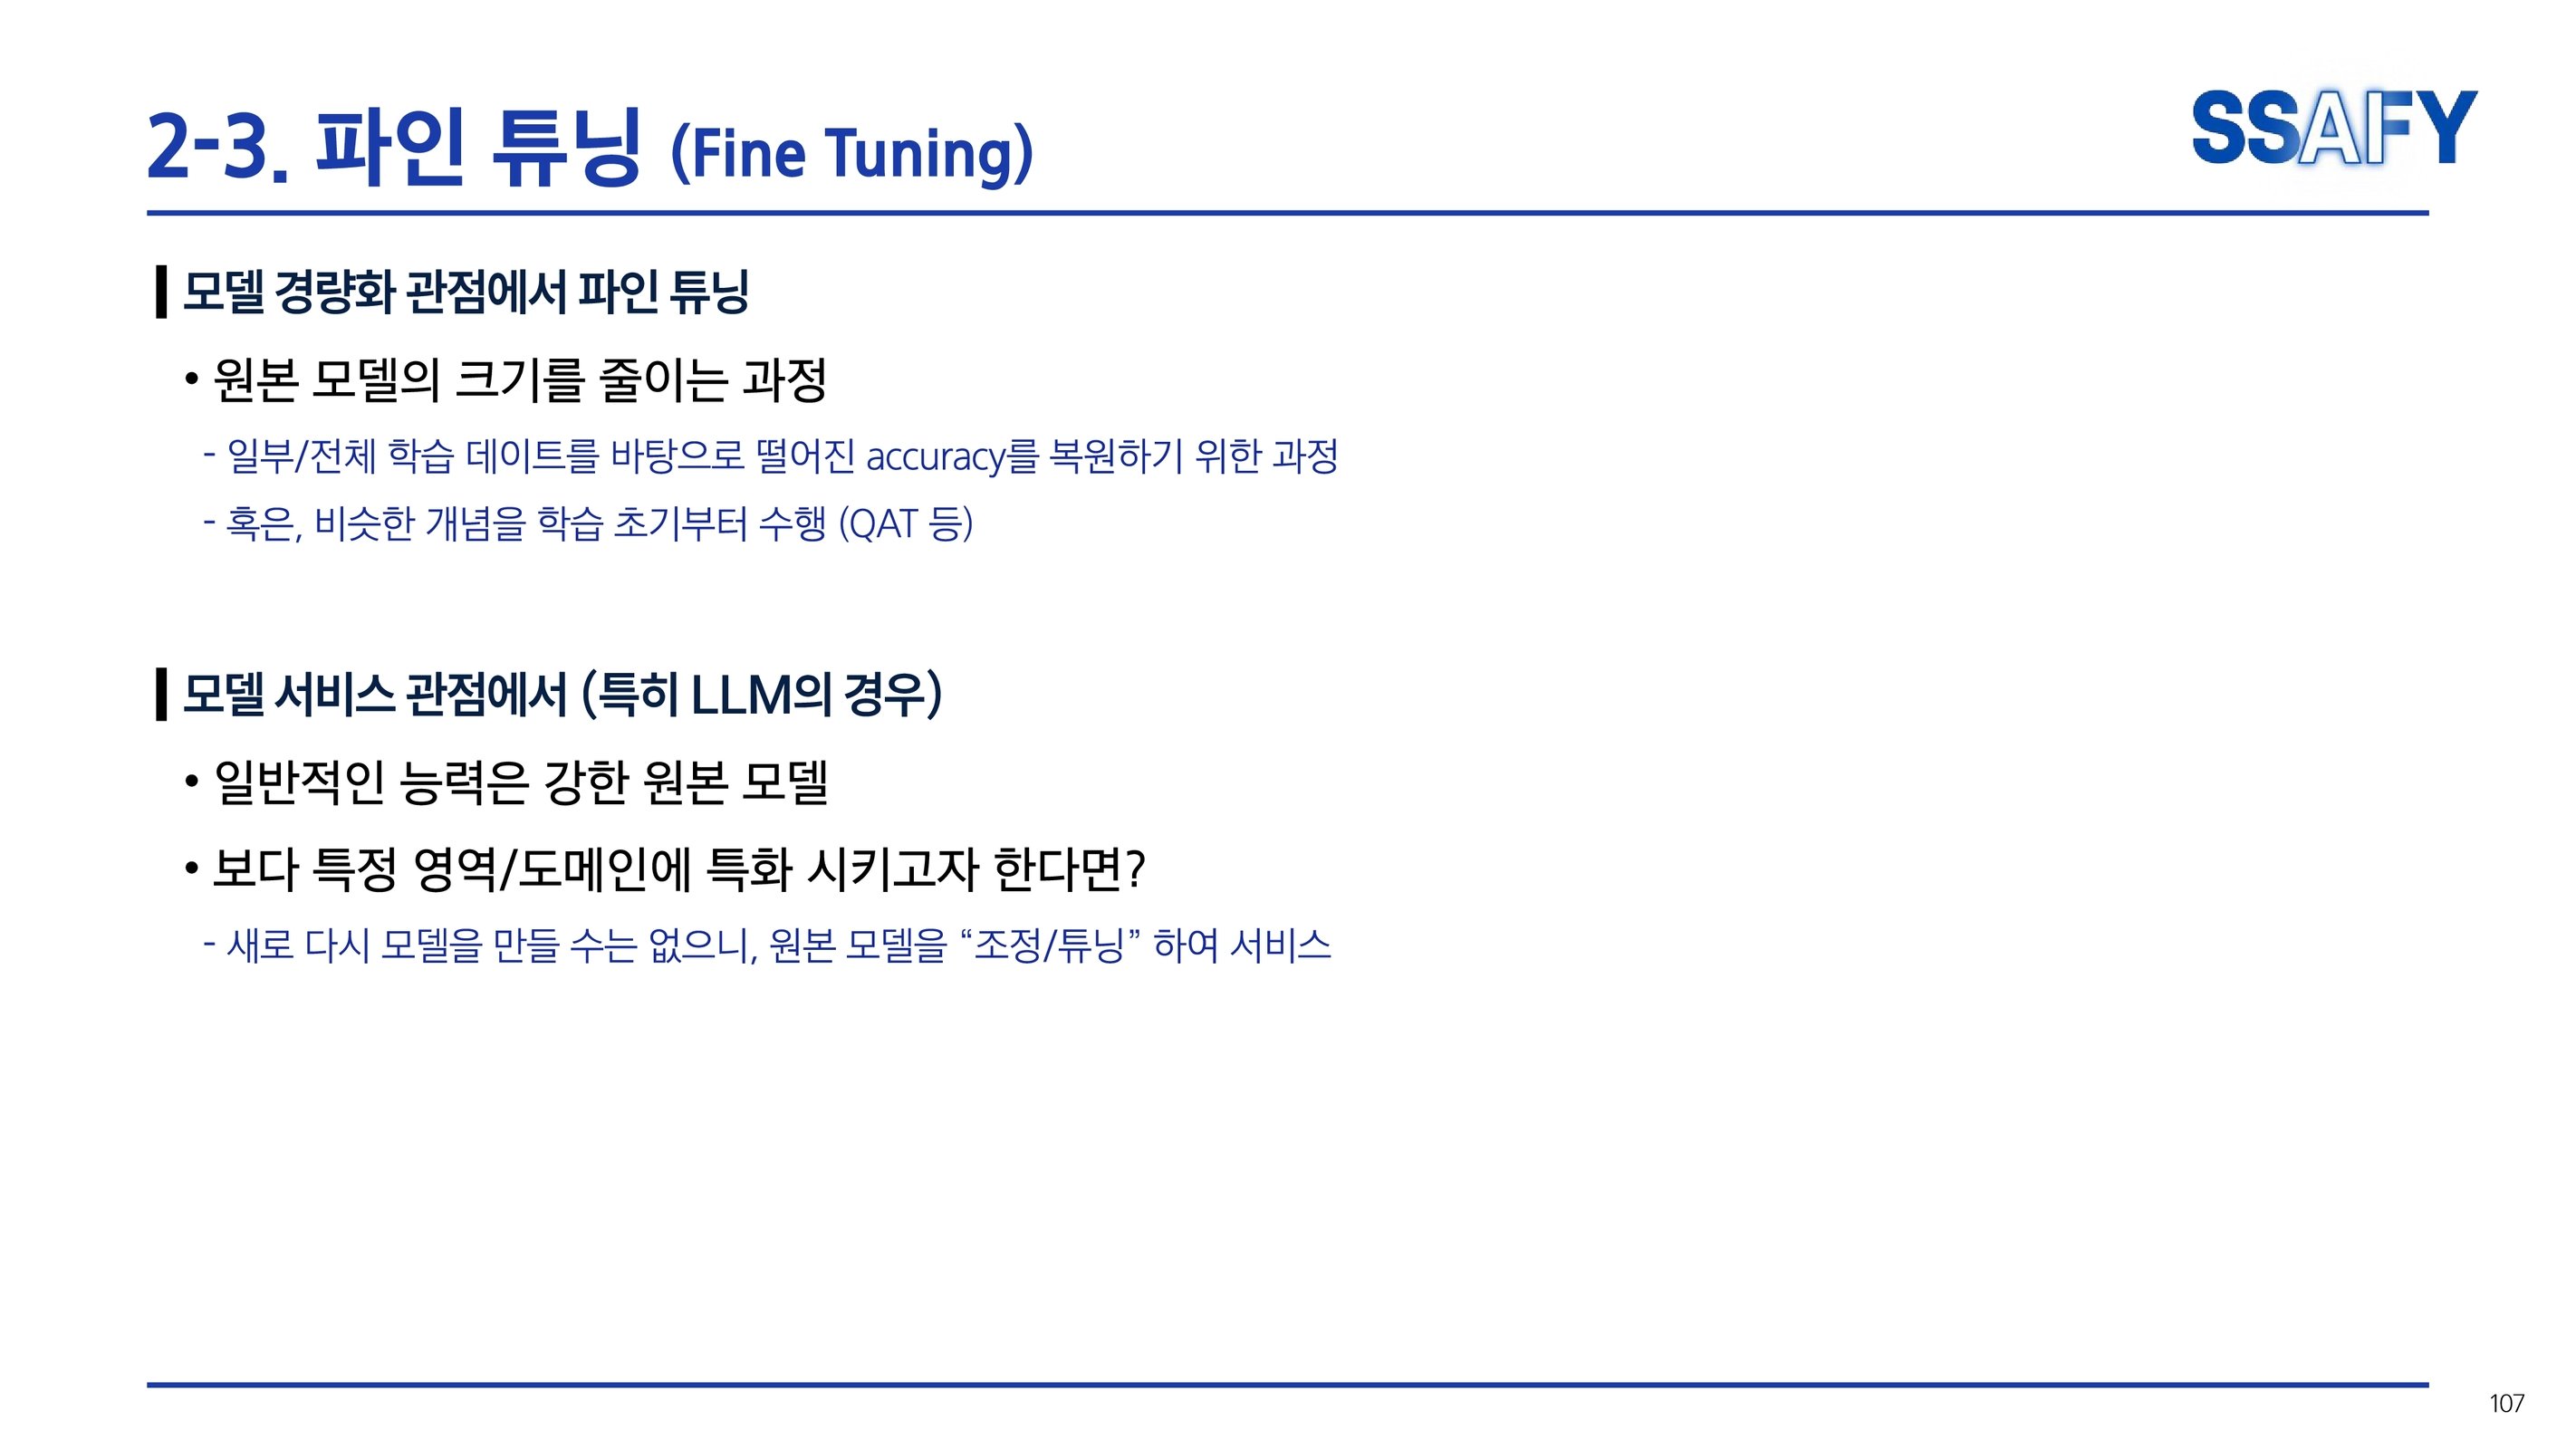 2-3. 파인 튜닝 (Fine Tuning)
SSAFY
모델 경량화 관점에서 파인 튜닝
• 원본 모델의 크기를 줄이는 과정
- 일부/전체 학습 데이트를 바탕으로 떨어진 accuracy를 복원하기 위한 과정
- 혹은, 비슷한 개념을 학습 초기부터 수행 (QAT 등)
모델 서비스 관점에서 (특히 LLM의 경우)
• 일반적인 능력은 강한 원본 모델
• 보다 특정 영역/도메인에 특화 시키고자 한다면?
- 새로 다시 모델을 만들 수는 없으니, 원본 모델을 “조정/튜닝” 하여 서비스
107